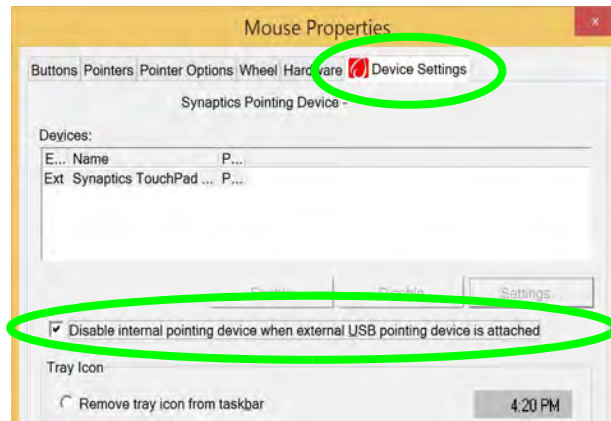 Mouse Properties
x
Buttons Pointers Pointer Options Wheel Hardware Device Settings
Synaptics Pointing Device -
Devices:
E... Name P...
Ext Synaptics TouchPad ... P...
Enable Disable Settings...
Disable internal pointing device when external USB pointing device is attached
Tray Icon
Remove tray icon from taskbar
4:20 PM